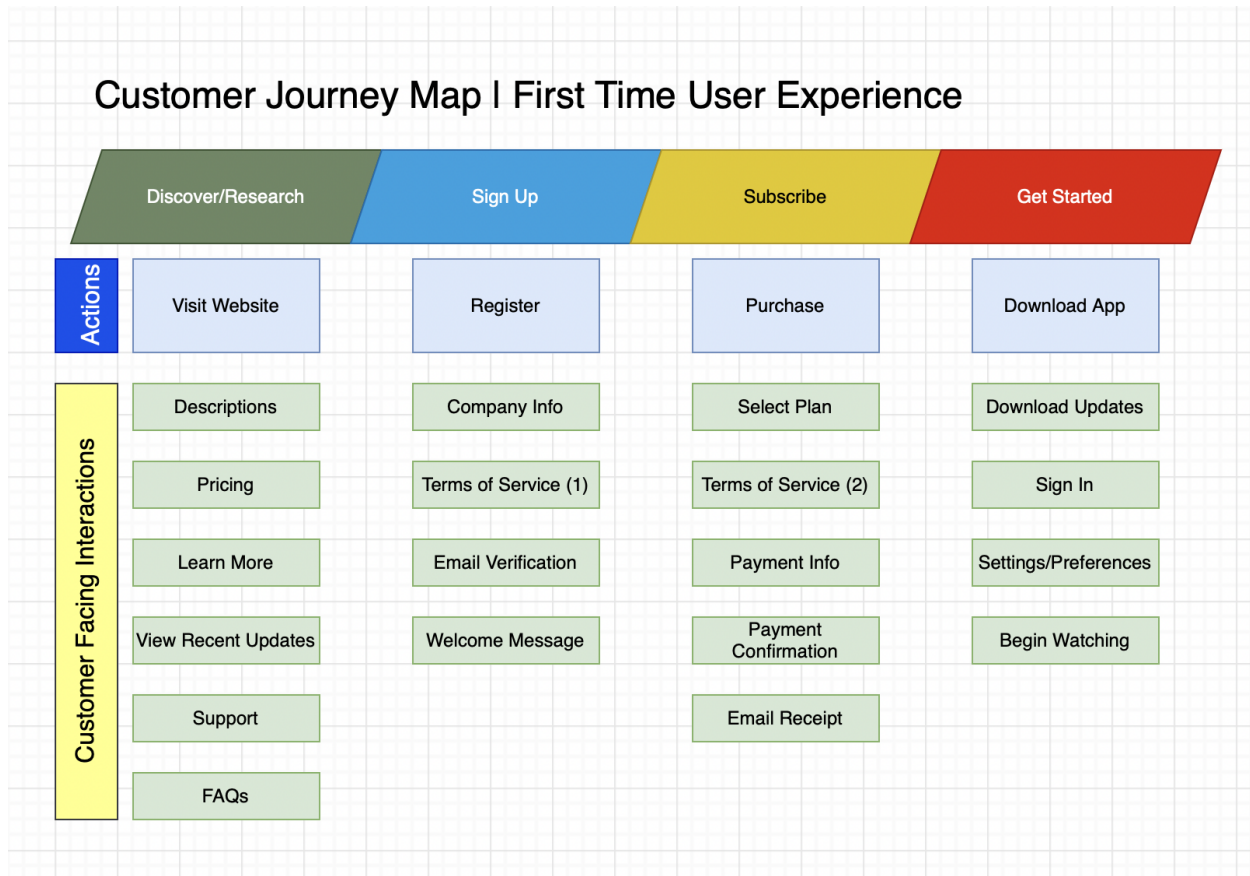 Customer Journey Map | First Time User Experience
Discover/Research
Sign Up
Subscribe
Get Started
Actions
Visit Website
Register
Purchase
Download App
Customer Facing Interactions
Descriptions
Company Info
Select Plan
Download Updates
Pricing
Terms of Service (1)
Terms of Service (2)
Sign In
Learn More
Email Verification
Payment Info
Settings/Preferences
View Recent Updates
Welcome Message
Payment
Confirmation
Begin Watching
Support
Email Receipt
FAQs